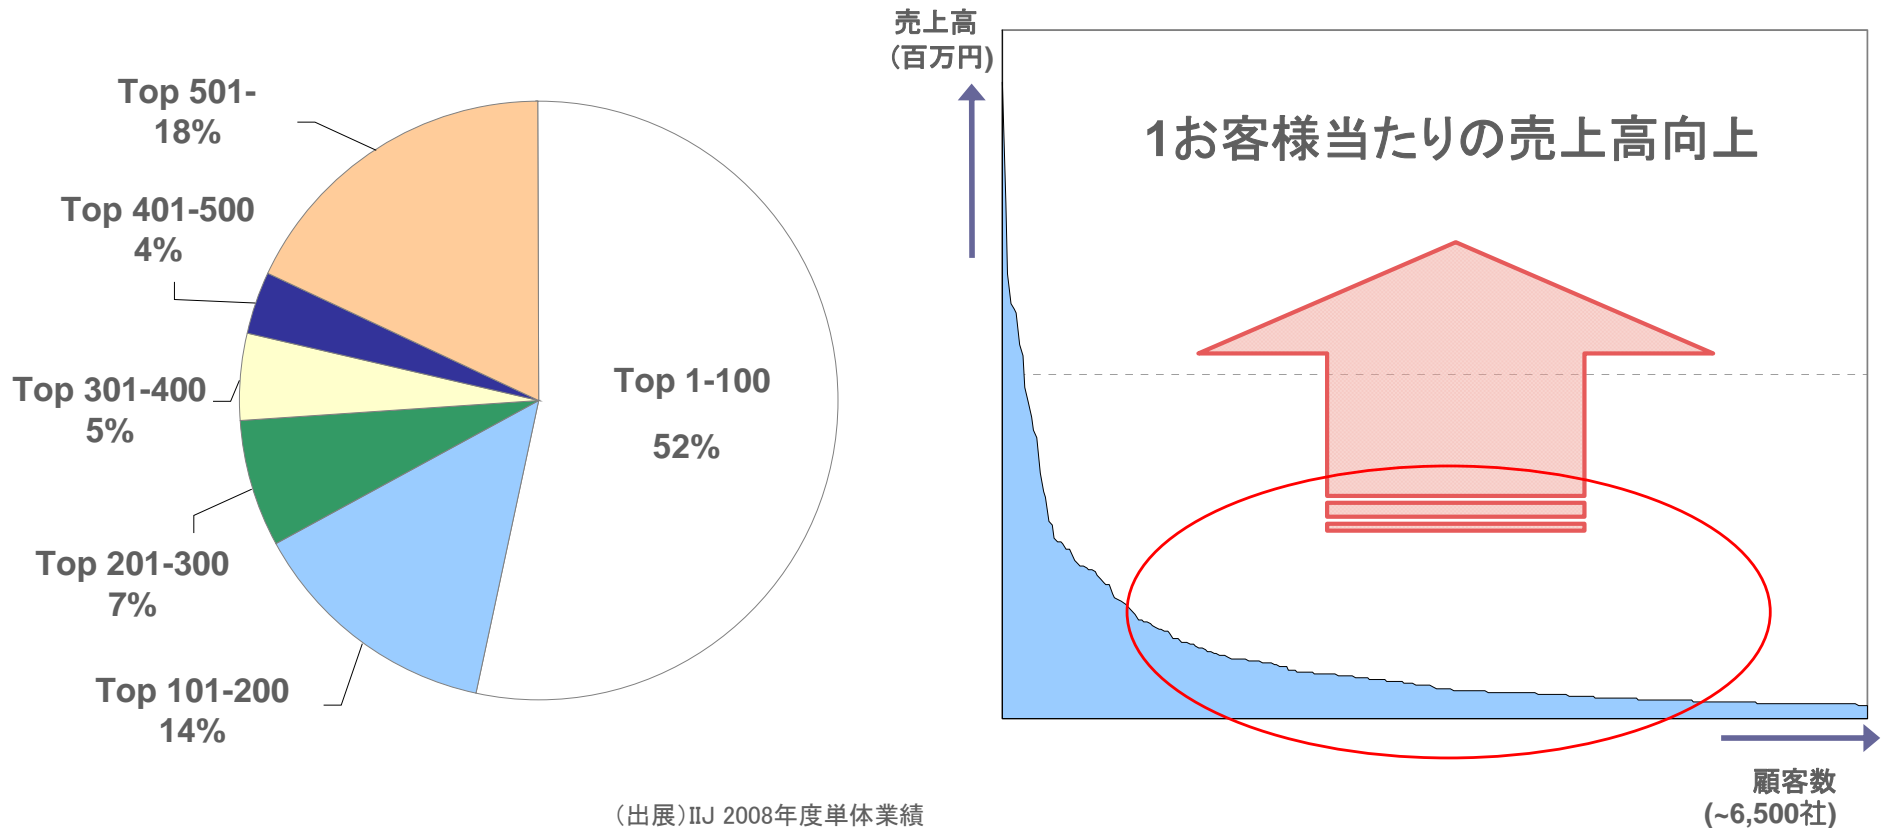 Top 501-
18%
Top 401-500
4%
Top 301-400
5%
Top 201-300
7%
Top 101-200
14%
Top 1-100
52%
売上高
(百万円)
1お客様当たりの売上高向上
顧客数
(~6,500社)
(出展)IIJ 2008年度単体業績